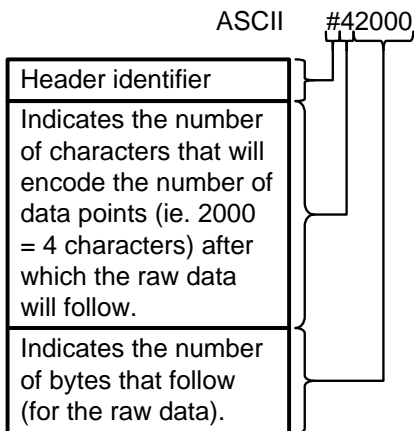 ASCII #42000
Header identifier
Indicates the number
of characters that will
encode the number of
data points (ie. 2000
= 4 characters) after
which the raw data
will follow.
Indicates the number
of bytes that follow
(for the raw data).